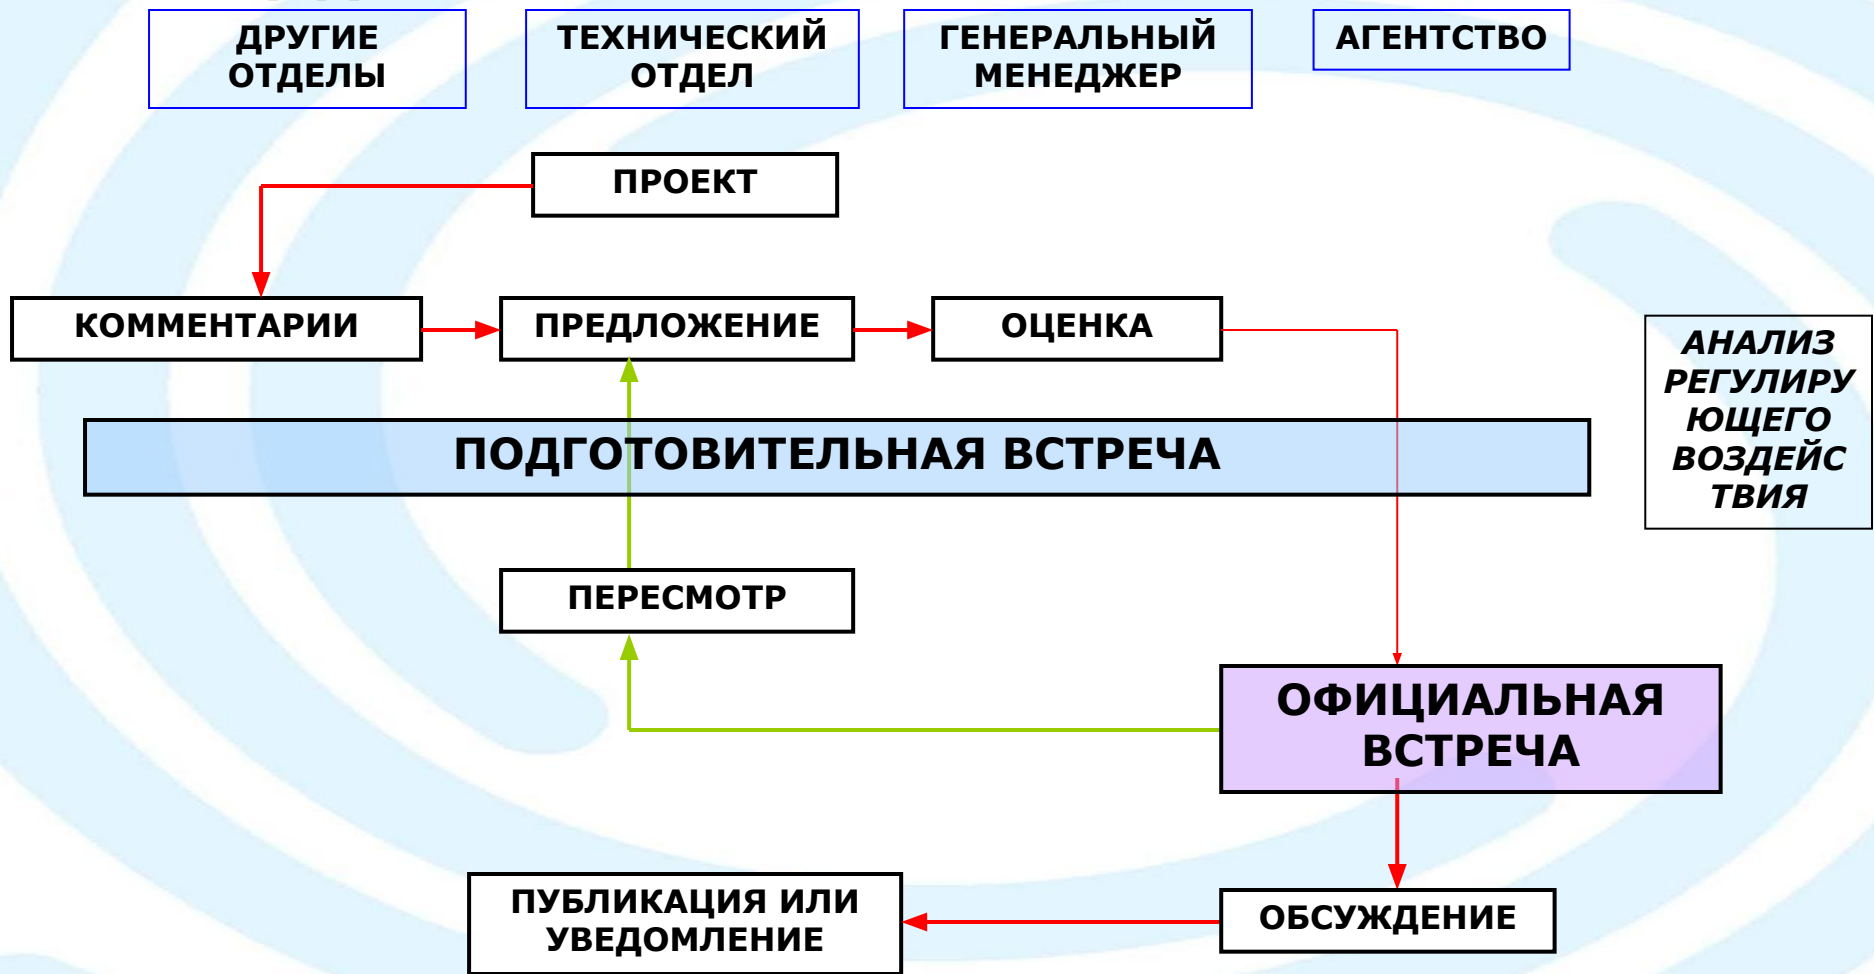 ДРУГИЕ
ОТДЕЛЫ
ТЕХНИЧЕСКИЙ
ОТДЕЛ
ГЕНЕРАЛЬНЫЙ
МЕНЕДЖЕР
АГЕНТСТВО
ПРОЕКТ
КОММЕНТАРИИ
ПРЕДЛОЖЕНИЕ
ОЦЕНКА
АНАЛИЗ
РЕГУЛИРУ
ЮЩЕГО
ВОЗДЕЙС
ТВИЯ
ПОДГОТОВИТЕЛЬНАЯ ВСТРЕЧА
ПЕРЕСМОТР
ОФИЦИАЛЬНАЯ
ВСТРЕЧА
ПУБЛИКАЦИЯ ИЛИ
УВЕДОМЛЕНИЕ
ОБСУЖДЕНИЕ